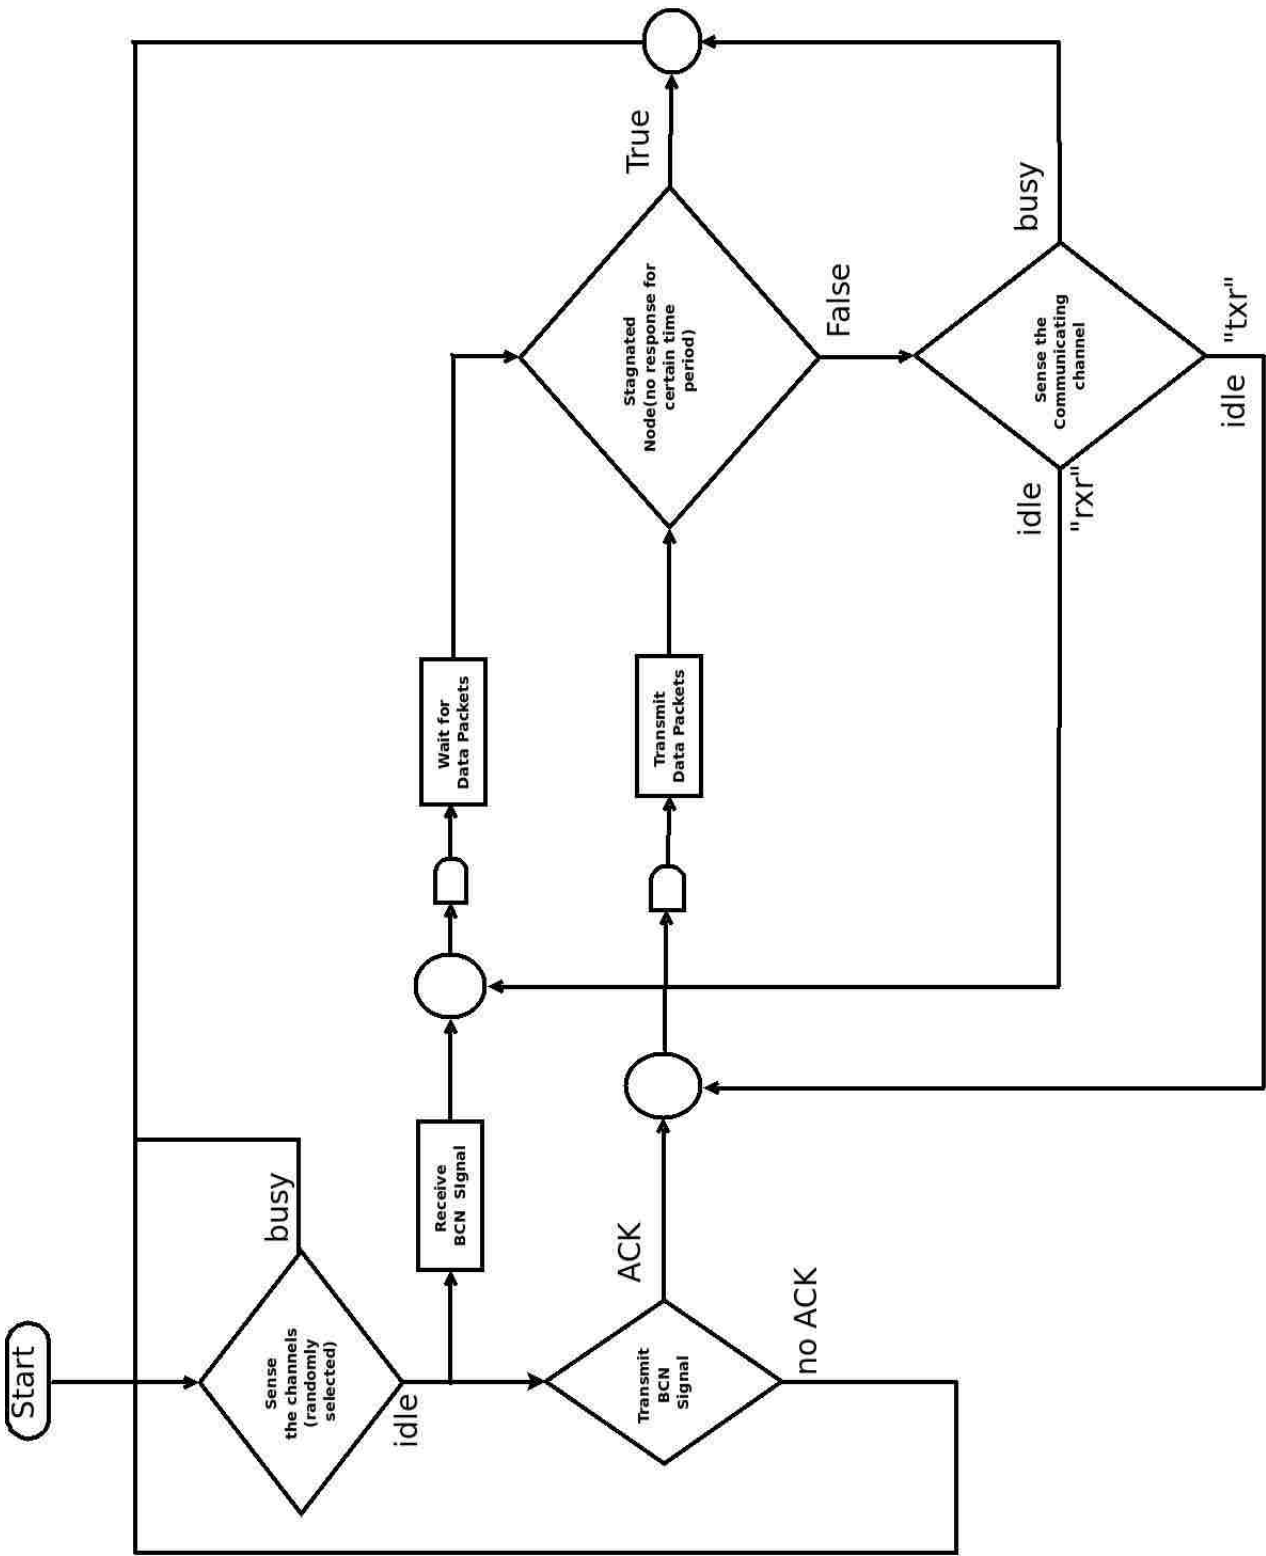 Start
Sense
the channels
(randomly
selected)
busy
idle
Receive
BCN SIgnal
Transmit
BCN
Signal
ACK
no ACK
Wait for
Data Packets
Transmit
Data Packets
Stagnated
Node(no response for
certain time
period)
True
False
Sense the
Communicating
channel
busy
idle
"rxr"
idle "txr"